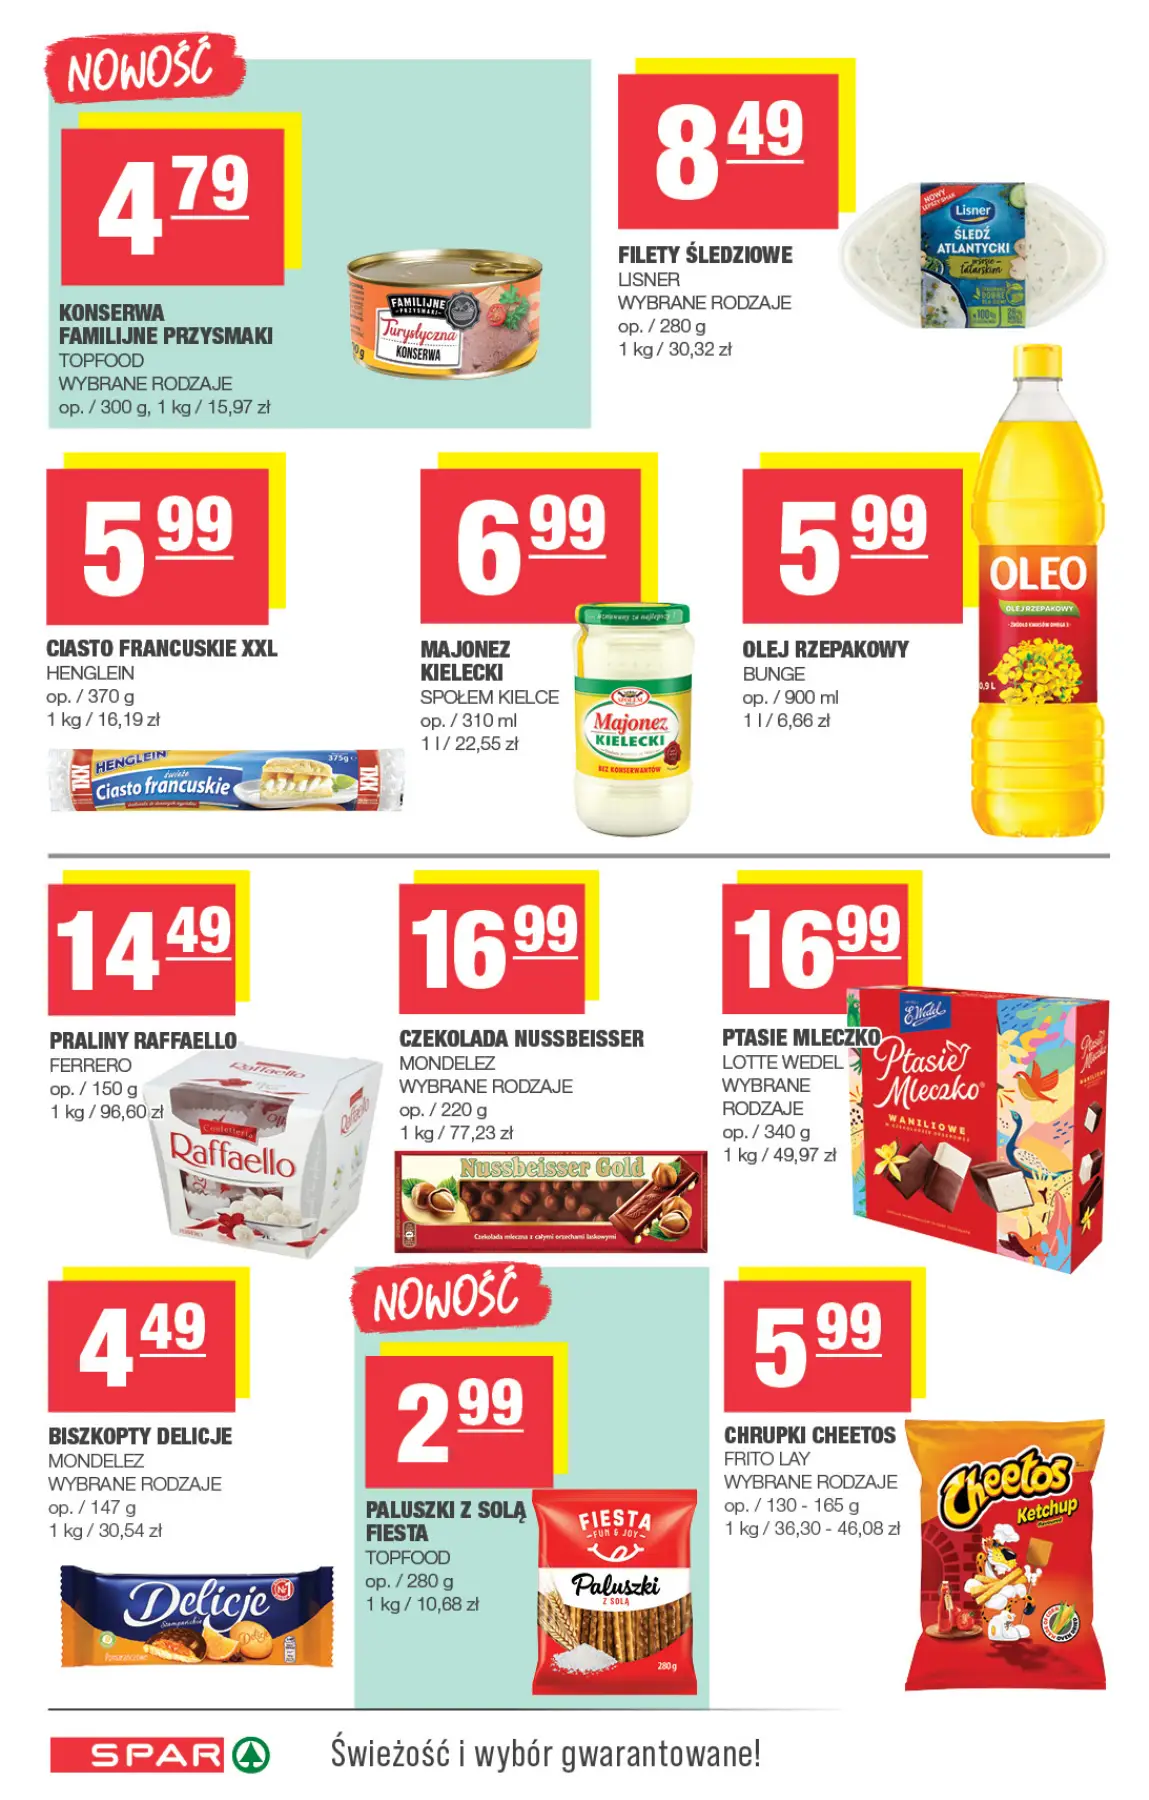 NOWOŚĆ
4 79
KONSERWA
FAMILIJNE PRZYSMAKI
TOPFOOD
WYBRANE RODZAJE
op. / 300 g, 1 kg / 15,97 zł
FAMILIJNE
PRZYSMAKI
Turystyczna
KONSERWA
8 49
FILETY ŚLEDZIOWE
LISNER
WYBRANE RODZAJE
op. / 280 g
1 kg / 30,32 zł
NOWY
Lisner
ŚLEDŹ
ATLANTYCKI
tatarskim
5 99
CIASTO FRANCUSKIE XXL
HENGLEIN
op. / 370 g
1 kg / 16,19 zł
XXL
HENGLEIN
świeże
Ciasto francuskie
375g
XXL
6 99
MAJONEZ
KIELECKI
SPOŁEM KIELCE
op. / 310 ml
1 l / 22,55 zł
SPOŁEM
Majonez
KIELECKI
BEZ KONSERWANTÓW
5 99
OLEJ RZEPAKOWY
BUNGE
op. / 900 ml
1 l / 6,66 zł
OLEO
OLEJ RZEPAKOWY
0,9 L
14 49
PRALINY RAFFAELLO
FERRERO
op. / 150 g
1 kg / 96,60 zł
Raffaello
Confetteria
Raffaello
16 99
CZEKOLADA NUSSBEISSER
MONDELEZ
WYBRANE RODZAJE
op. / 220 g
1 kg / 77,23 zł
Nussbeisser Gold
Czekolada mleczna z całymi orzechami laskowymi
16 99
PTASIE MLECZKO
LOTTE WEDEL
WYBRANE
RODZAJE
op. / 340 g
1 kg / 49,97 zł
E.Wedel
Ptasie
Mleczko®
WANILIOWE
Ptasie
Mleczko
4 49
BISZKOPTY DELICJE
MONDELEZ
WYBRANE RODZAJE
op. / 147 g
1 kg / 30,54 zł
Delicje
Szampańskie
Nr1
Pomarańczowe
Delicje
NOWOŚĆ
2 99
PALUSZKI Z SOLĄ
FIESTA
TOPFOOD
op. / 280 g
1 kg / 10,68 zł
FIESTA
FUN & JOY
Paluszki
Z SOLĄ
280g
5 99
CHRUPKI CHEETOS
FRITO LAY
WYBRANE RODZAJE
op. / 130 - 165 g
1 kg / 36,30 - 46,08 zł
Cheetos
Ketchup
SPAR
Świeżość i wybór gwarantowane!